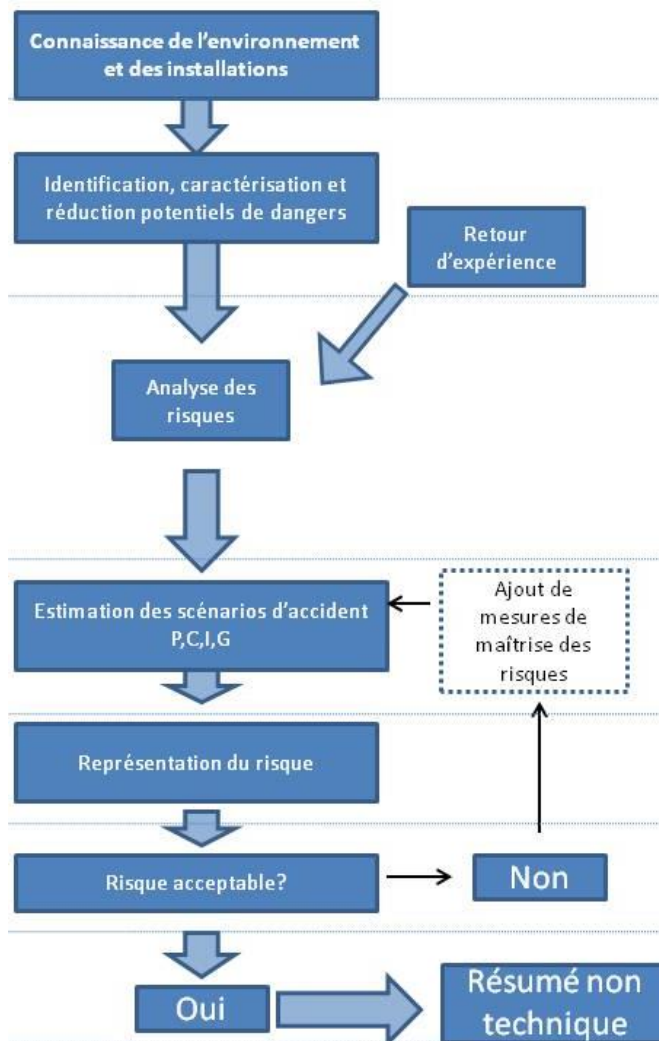 Connaissance de l'environnement
et des installations
Identification, caractérisation et
réduction potentiels de dangers
Retour
d'expérience
Analyse des
risques
Estimation des scénarios d'accident
P,C,I,G
Ajout de
mesures de
maîtrise des
risques
Représentation du risque
Risque acceptable?
Non
Oui
Résumé non
technique